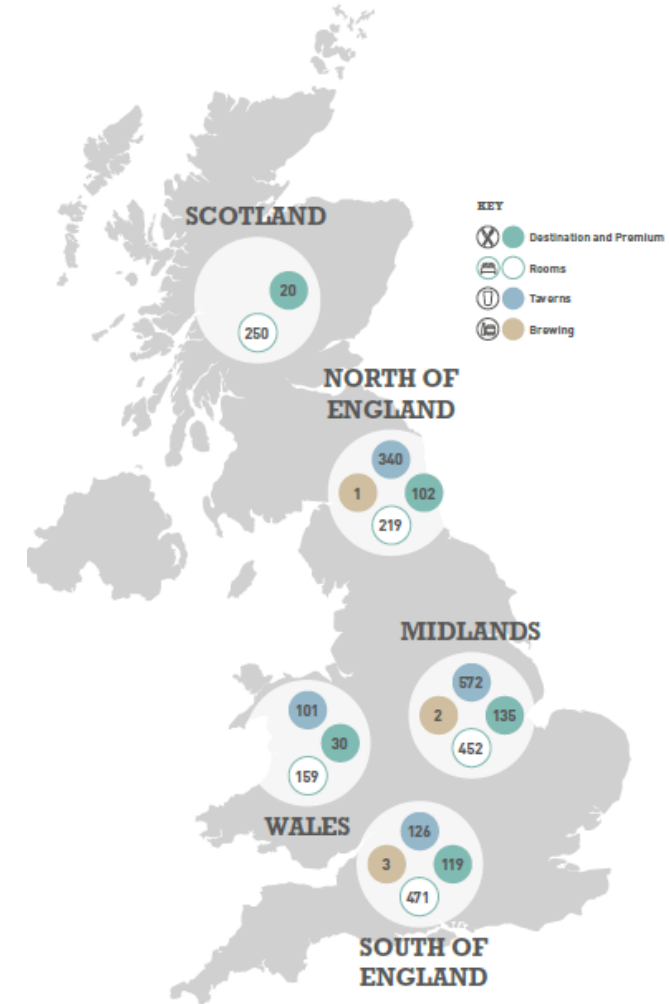 SCOTLAND
20
250
KEY
Destination and Premium
Rooms
Taverns
Brewing
NORTH OF
ENGLAND
340
1
102
219
MIDLANDS
572
2
135
452
101
30
159
WALES
126
3
119
471
SOUTH OF
ENGLAND